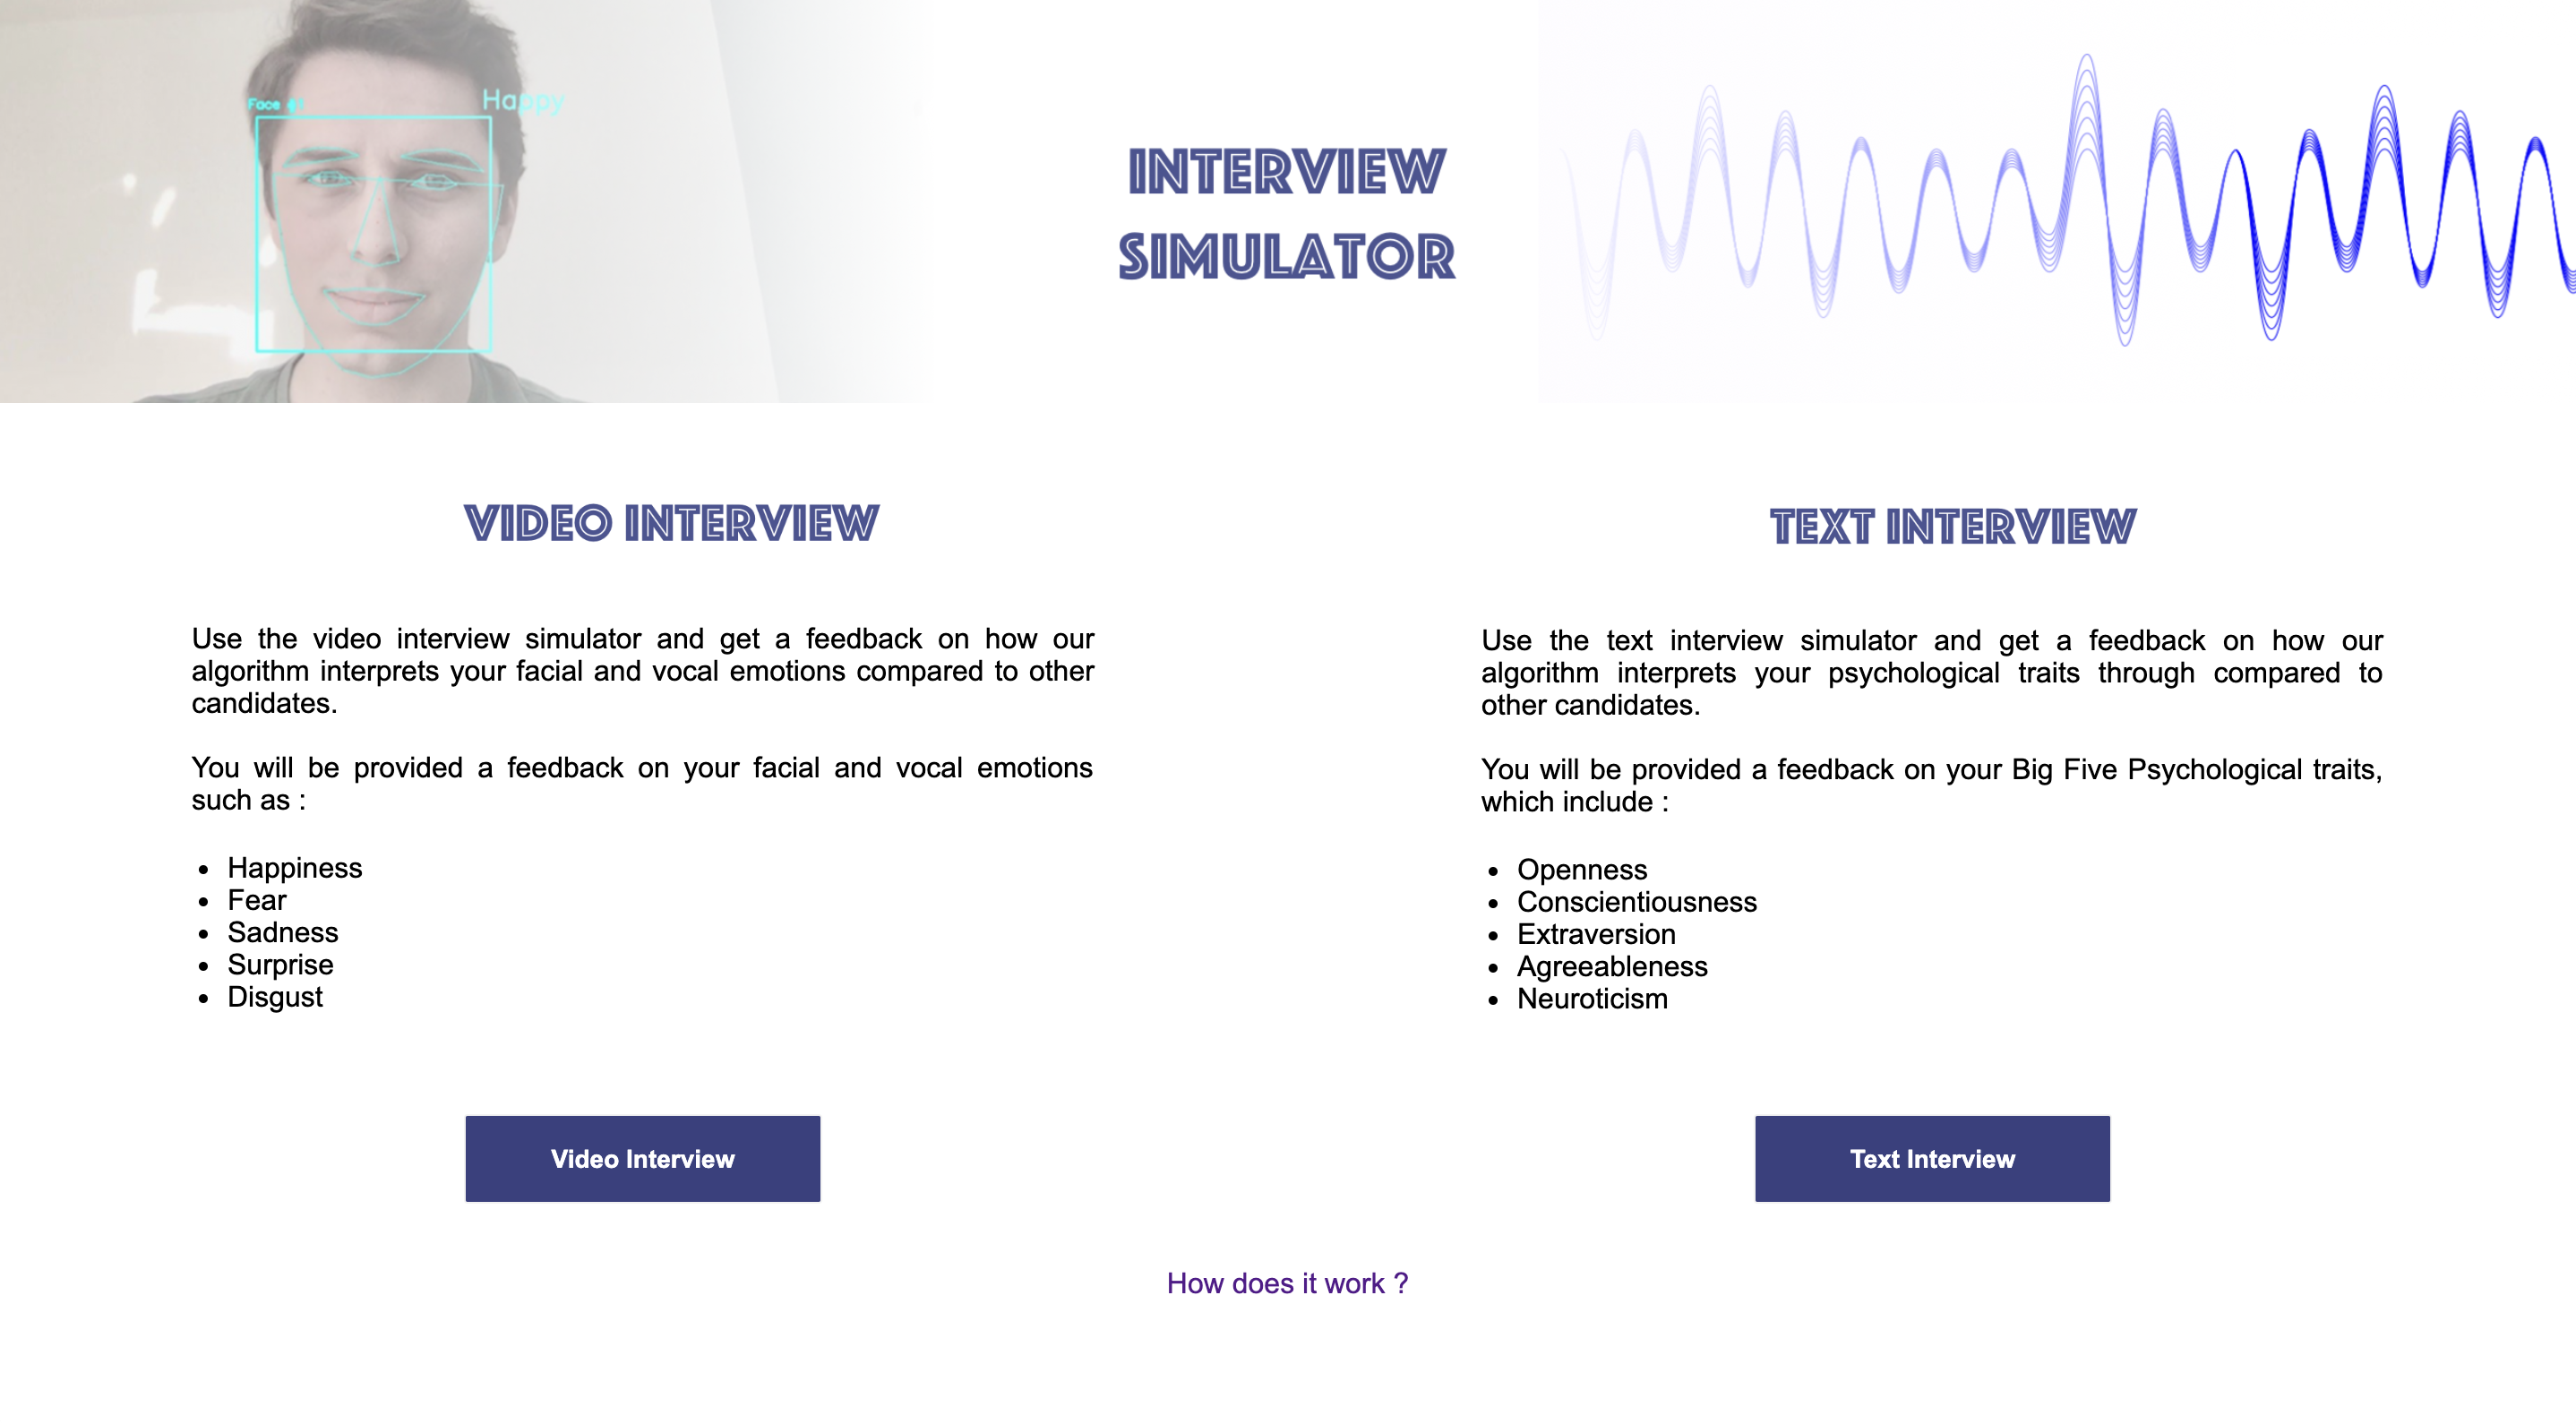 Face #1
Happy
INTERVIEW
SIMULATOR
VIDEO INTERVIEW
Use the video interview simulator and get a feedback on how our
algorithm interprets your facial and vocal emotions compared to other
candidates.
You will be provided a feedback on your facial and vocal emotions
such as :
• Happiness
• Fear
• Sadness
• Surprise
• Disgust
Video Interview
TEXT INTERVIEW
Use the text interview simulator and get a feedback on how our
algorithm interprets your psychological traits through compared to
other candidates.
You will be provided a feedback on your Big Five Psychological traits,
which include :
• Openness
• Conscientiousness
• Extraversion
• Agreeableness
• Neuroticism
Text Interview
How does it work ?